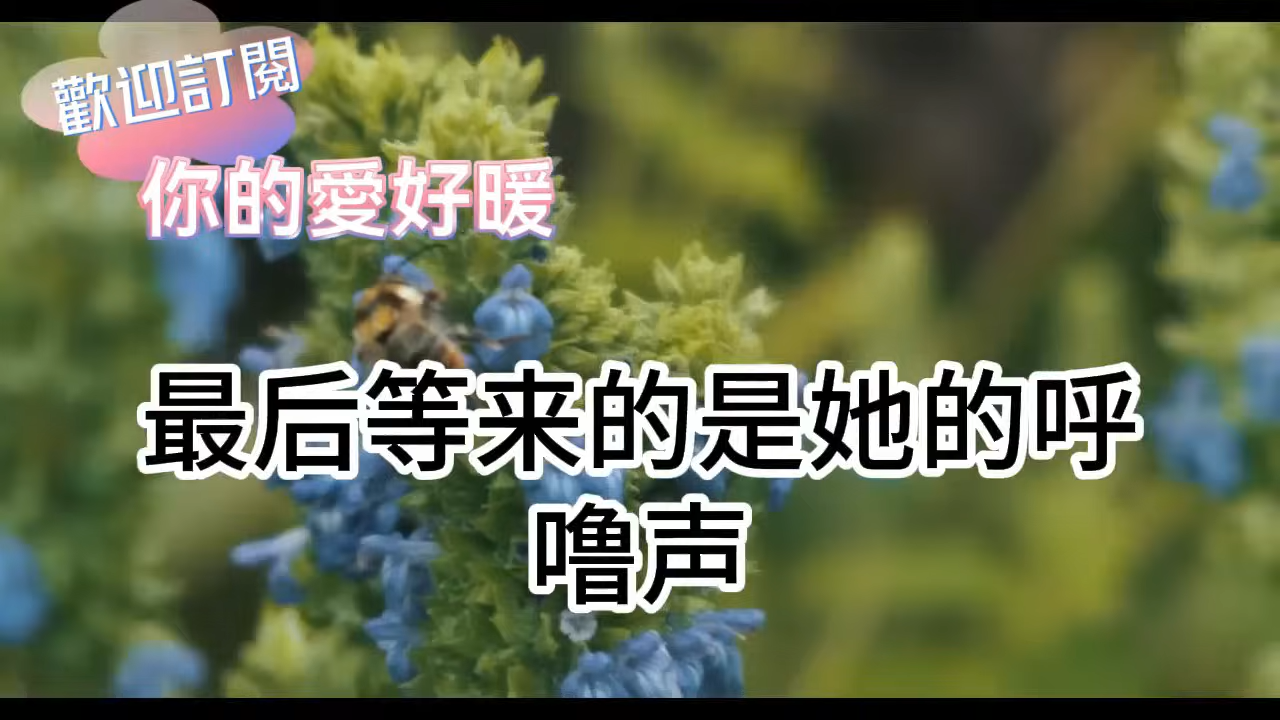 歡迎訂閱
你的愛好暖
最后等来的是她的呼
噜声